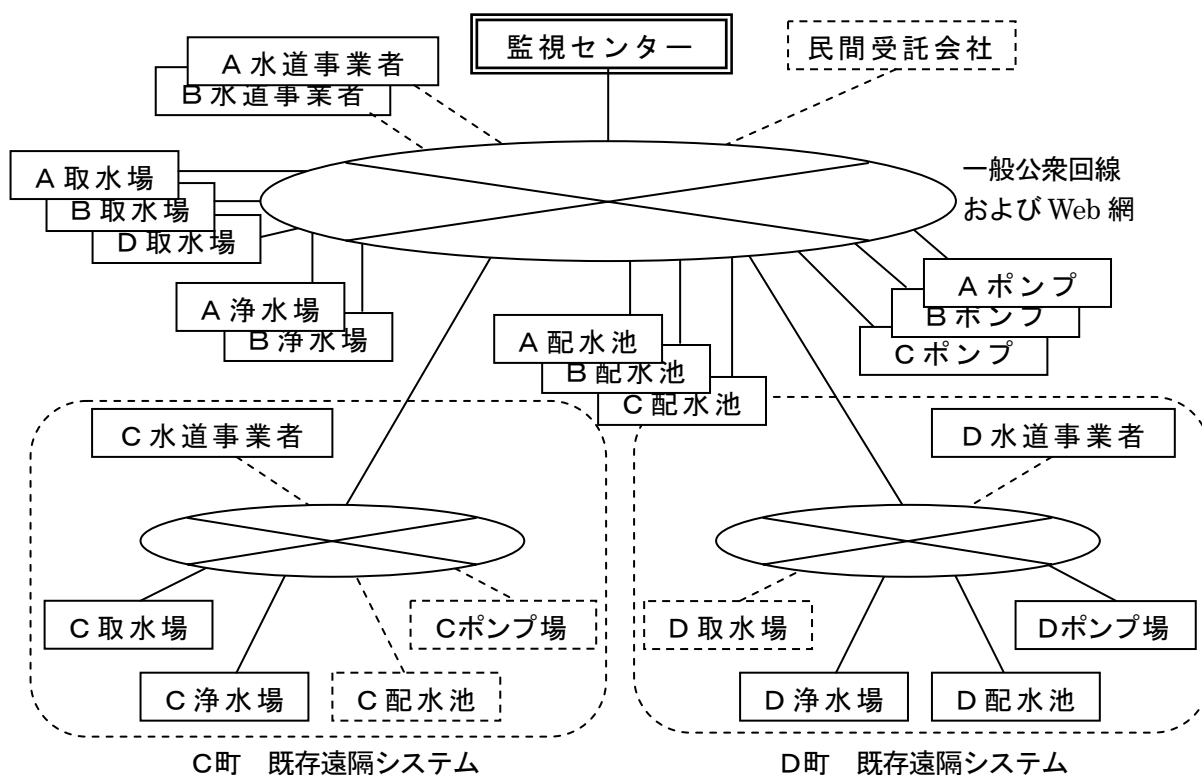 監視センター
民間受託会社
A水道事業者
B水道事業者
一般公衆回線
および Web 網
A取水場
B取水場
D取水場
A浄水場
B浄水場
A配水池
B配水池
C配水池
Aポンプ
Bポンプ
Cポンプ
C水道事業者
C取水場
C浄水場
C配水池
Cポンプ場
C町 既存遠隔システム
D水道事業者
D取水場
D浄水場
D配水池
Dポンプ場
D町 既存遠隔システム